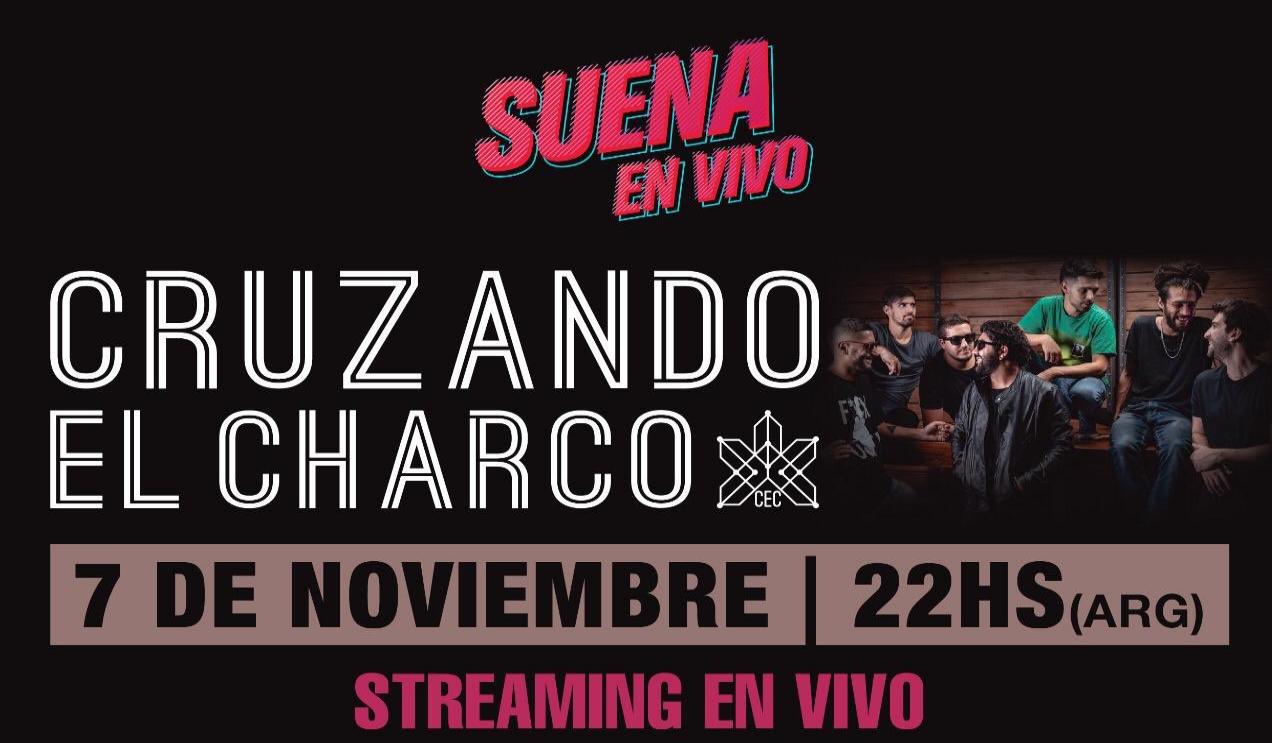 SUENA
EN VIVO
CRUZANDO
EL CHARCO
CEC
7 DE NOVIEMBRE | 22HS (ARG)
STREAMING EN VIVO